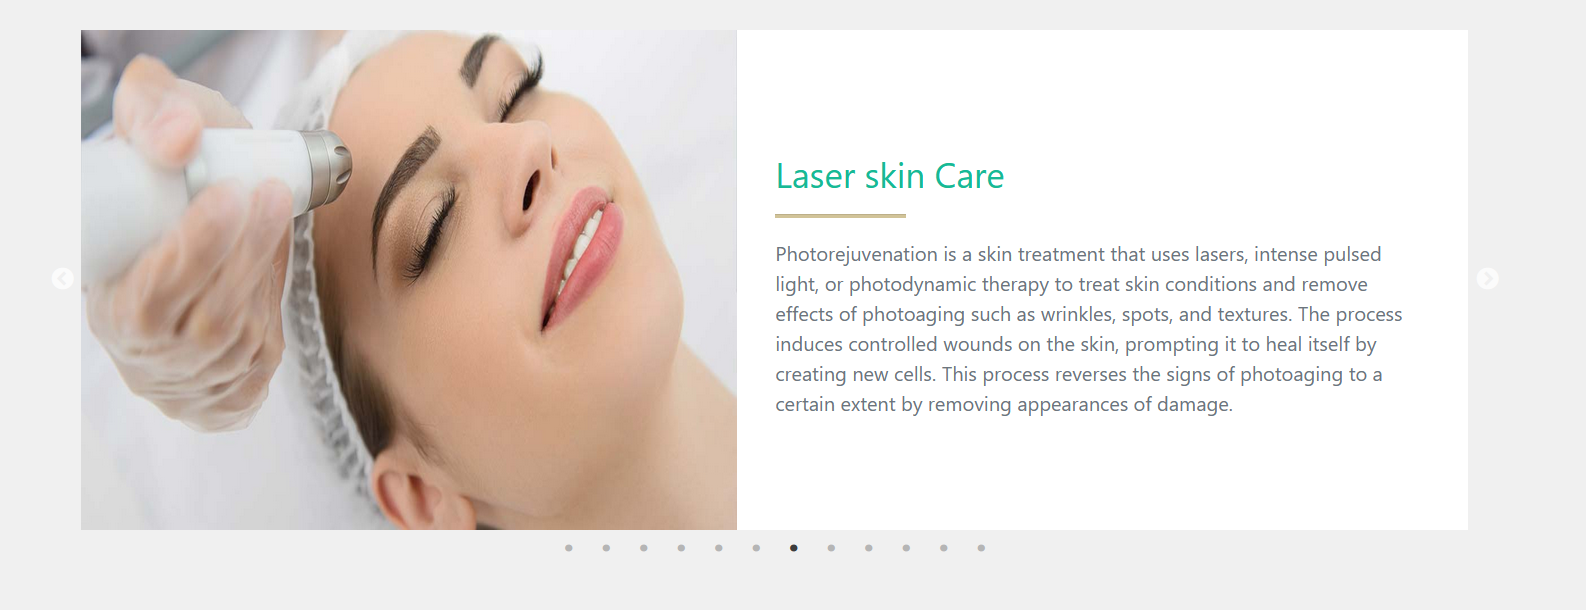 Laser skin Care
Photorejuvenation is a skin treatment that uses lasers, intense pulsed
light, or photodynamic therapy to treat skin conditions and remove
effects of photoaging such as wrinkles, spots, and textures. The process
induces controlled wounds on the skin, prompting it to heal itself by
creating new cells. This process reverses the signs of photoaging to a
certain extent by removing appearances of damage.